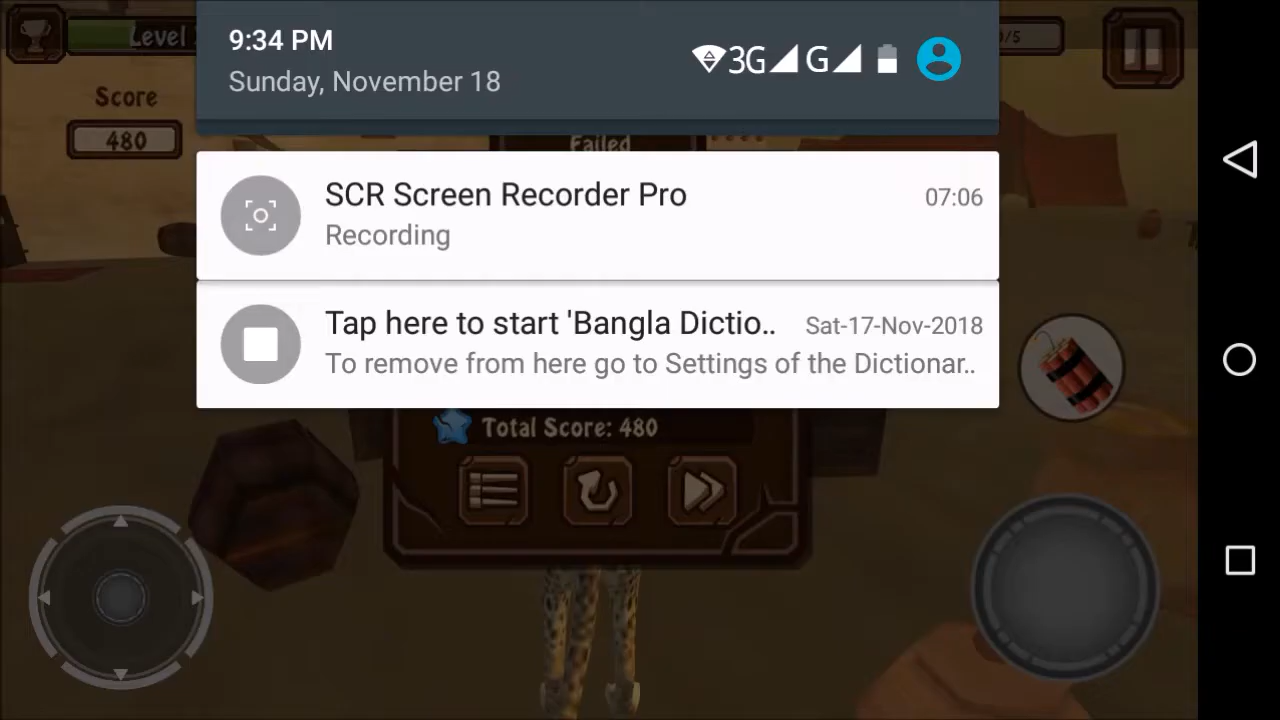 9:34 PM
3G G
Sunday, November 18
Level
/5
Score
480
Failed
SCR Screen Recorder Pro 07:06
Recording
Tap here to start 'Bangla Dictio.. Sat-17-Nov-2018
To remove from here go to Settings of the Dictionar..
Total Score: 480